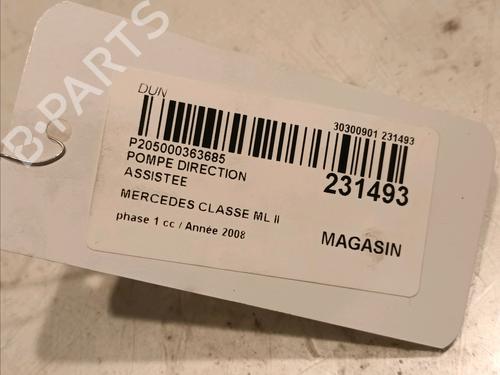 B-PARTS
DUN
30300901 231493
P205000363685
POMPE DIRECTION
ASSISTEE
231493
MERCEDES CLASSE ML II
phase 1 cc / Année 2008
MAGASIN